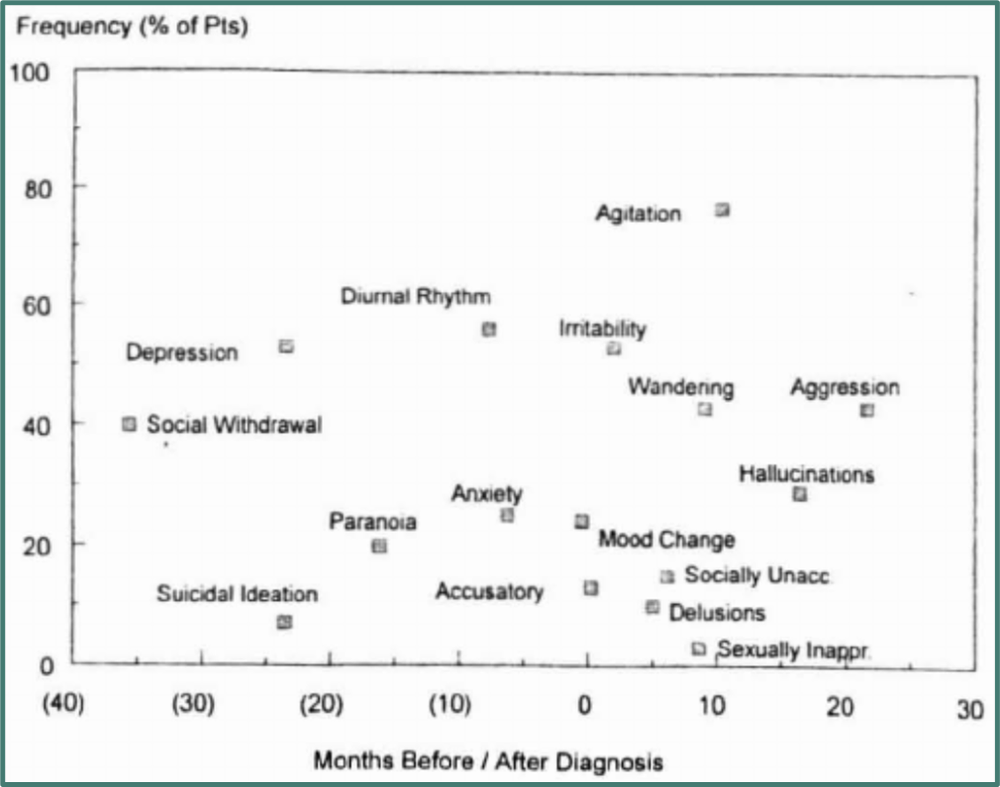 Frequency (% of Pts)
100
80
Agitation
60
Diurnal Rhythm
Irritability
Depression
Wandering
Aggression
40
Social Withdrawal
Hallucinations
Anxiety
Paranoia
20
Mood Change
Socially Unacc.
Suicidal Ideation
Accusatory
Delusions
Sexually Inappr.
0
(40) (30) (20) (10) 0 10 20 30
Months Before / After Diagnosis